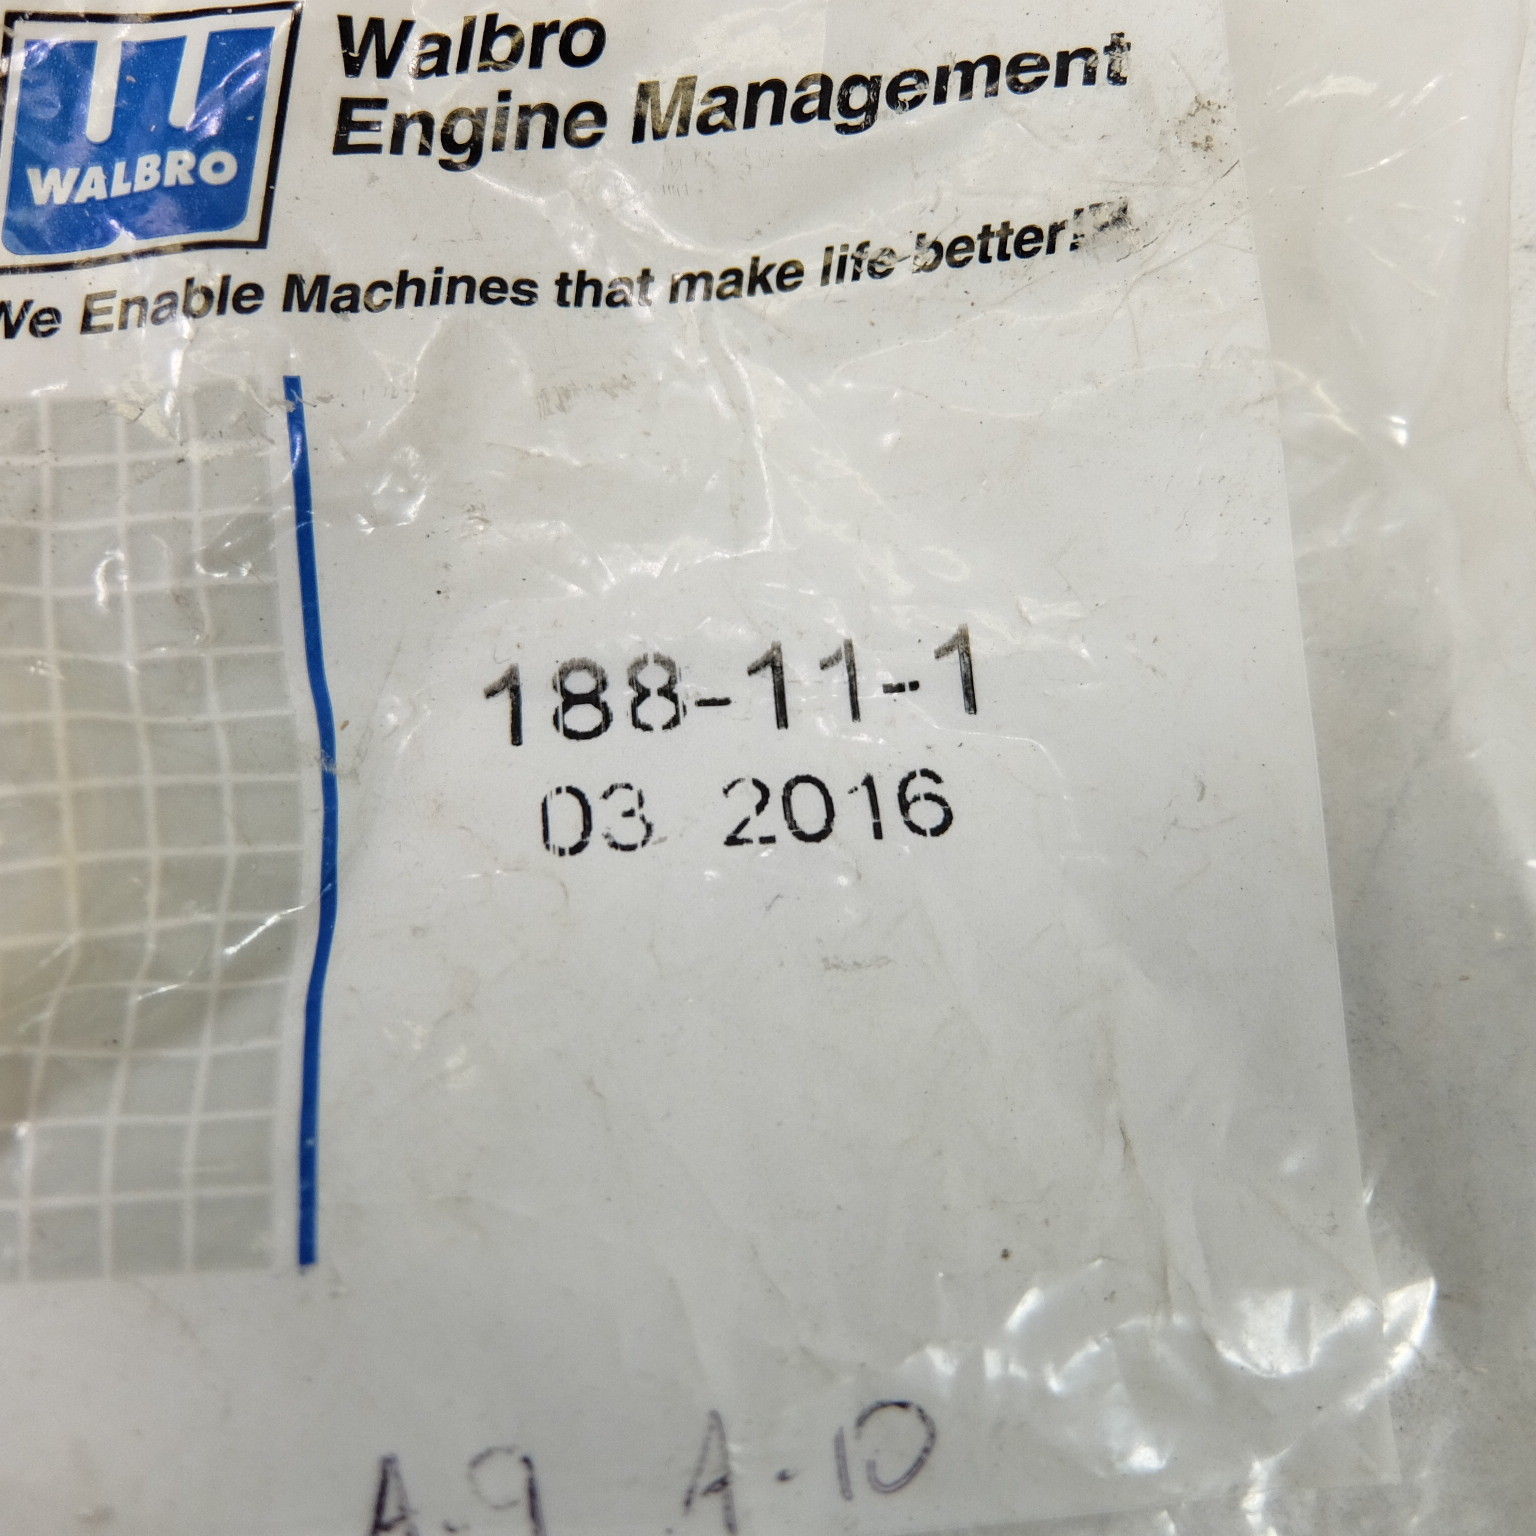 WALBRO
Walbro
Engine Management
We Enable Machines that make life better!
188-11-1
03 2016
A-9 A-10